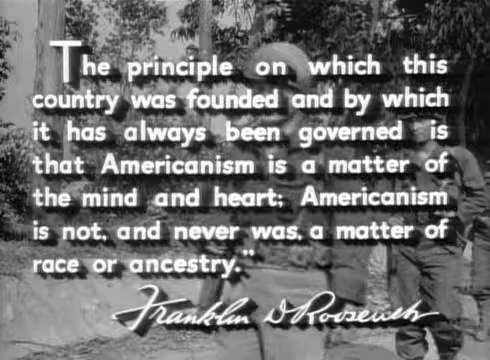 The principle on which this
country was founded and by which
it has always been governed is
that Americanism is a matter of
the mind and heart; Americanism
is not, and never was, a matter of
race or ancestry."
Franklin D Roosevelt